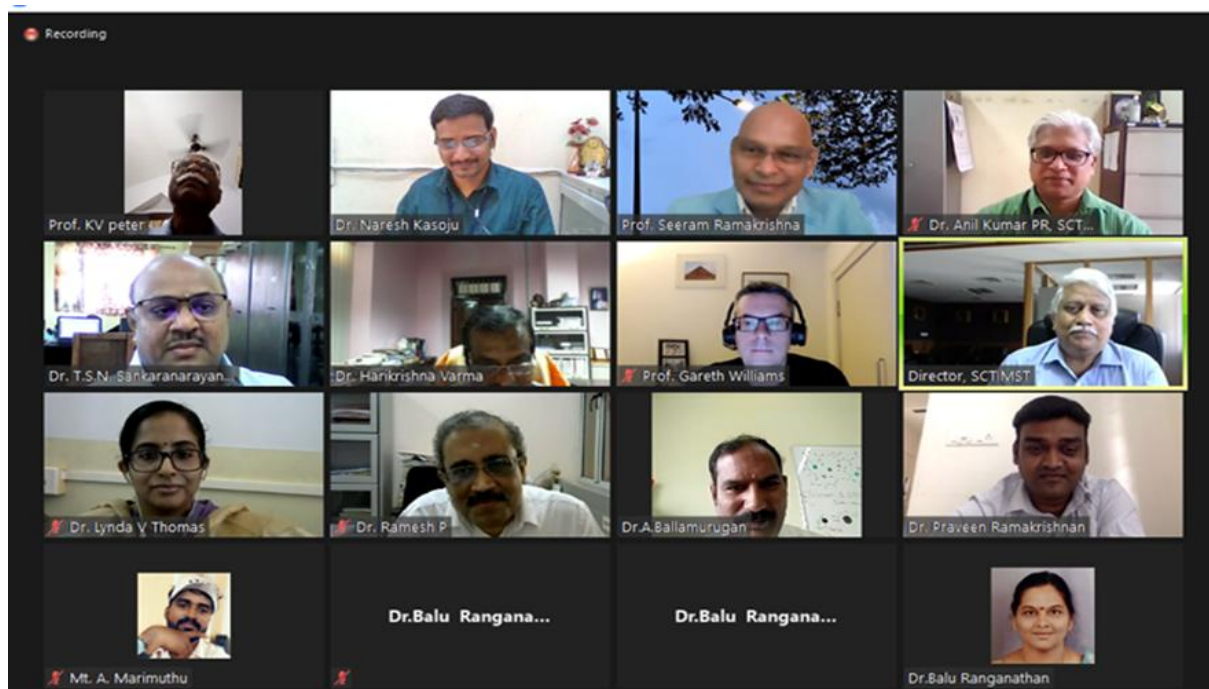 Recording
Prof. KV peter
Dr. Naresh Kasoju
Prof. Seeram Ramakrishna
Dr. Anil Kumar PR, SCT...
Dr. T.S.N. Sankaranarayan...
Dr. Harikrishna Varma
Prof. Gareth Williams
Director, SCTIMST
Dr. Lynda V Thomas
Dr. Ramesh P
Dr.A.Ballamurugan
Dr. Praveen Ramakrishnan
Mt. A. Marimuthu
Dr.Balu Rangana...
Dr.Balu Rangana...
Dr.Balu Ranganathan